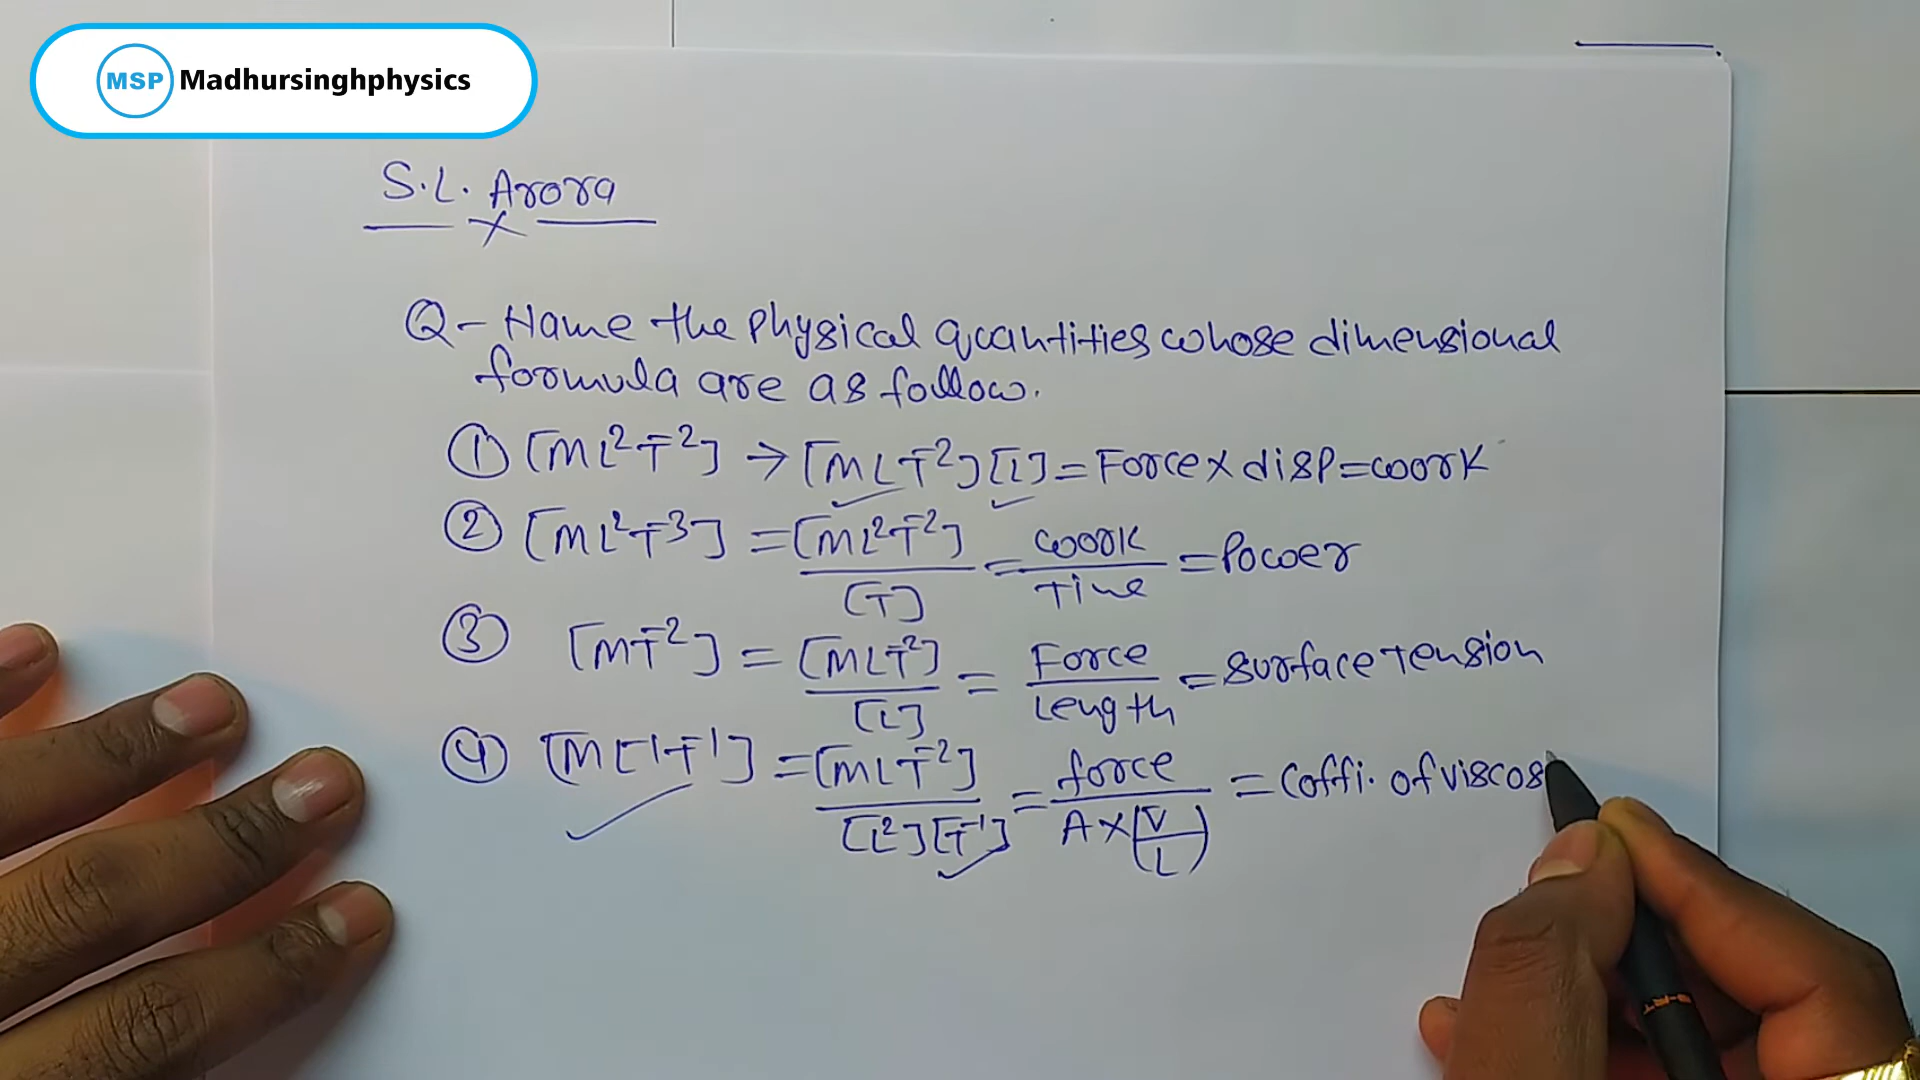 MSP Madhursinghphysics
S.L. Arora
Q- Name the physical quantities whose dimensional
formula are as follow.
① [ML²T⁻²] → [MLT⁻²][L] = Force x disp = work
② [ML²T⁻³] = [ML²T⁻²]/[T] = work/Time = Power
③ [MT⁻²] = [MLT⁻²]/[L] = Force/Length = surface Tension
④ [ML⁻¹T⁻¹] = [MLT⁻²]/[L²][T⁻¹] = force/A x (V/L) = Coffi. of viscos